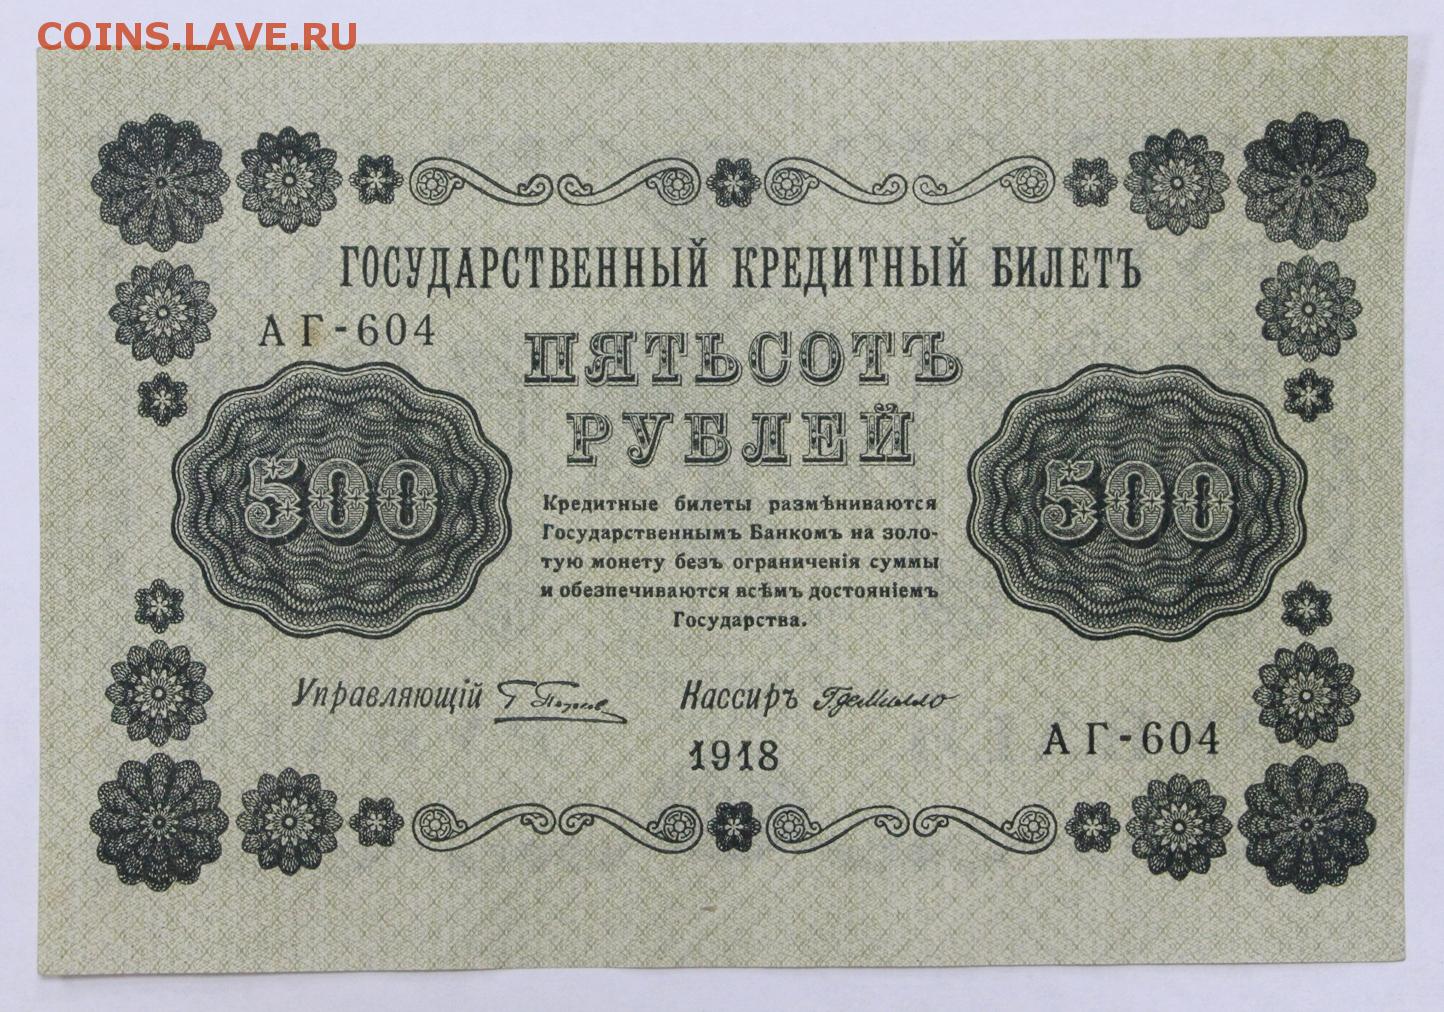 COINS.LAVE.RU
ГОСУДАРСТВЕННЫЙ КРЕДИТНЫЙ БИЛЕТЪ
АГ-604
ПЯТЬСОТЪ
РУБЛЕЙ
500
500
Кредитные билеты размѣниваются
Государственнымъ Банкомъ на золо-
тую монету безъ ограниченія суммы
и обезпечиваются всѣмъ достояніемъ
Государства.
Управляющій Кассиръ Гдемилло
1918
АГ-604